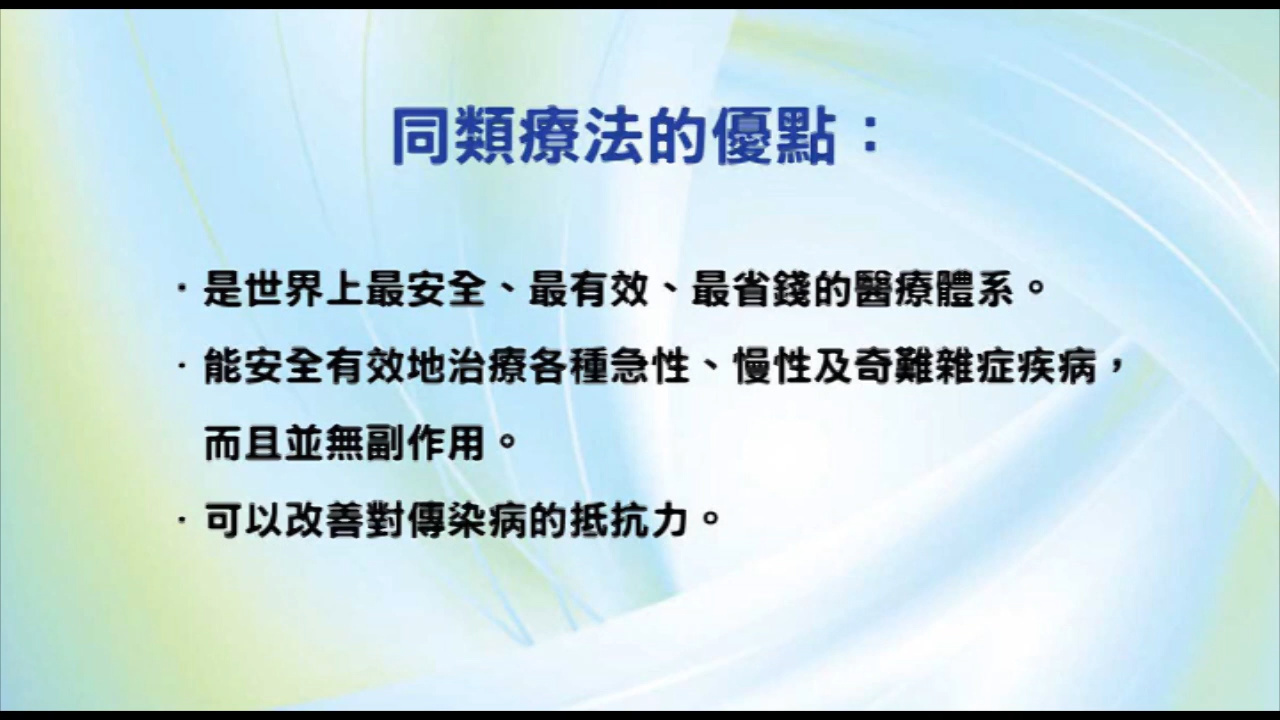 同類療法的優點：
·是世界上最安全、最有效、最省錢的醫療體系。
·能安全有效地治療各種急性、慢性及奇難雜症疾病，
而且並無副作用。
·可以改善對傳染病的抵抗力。